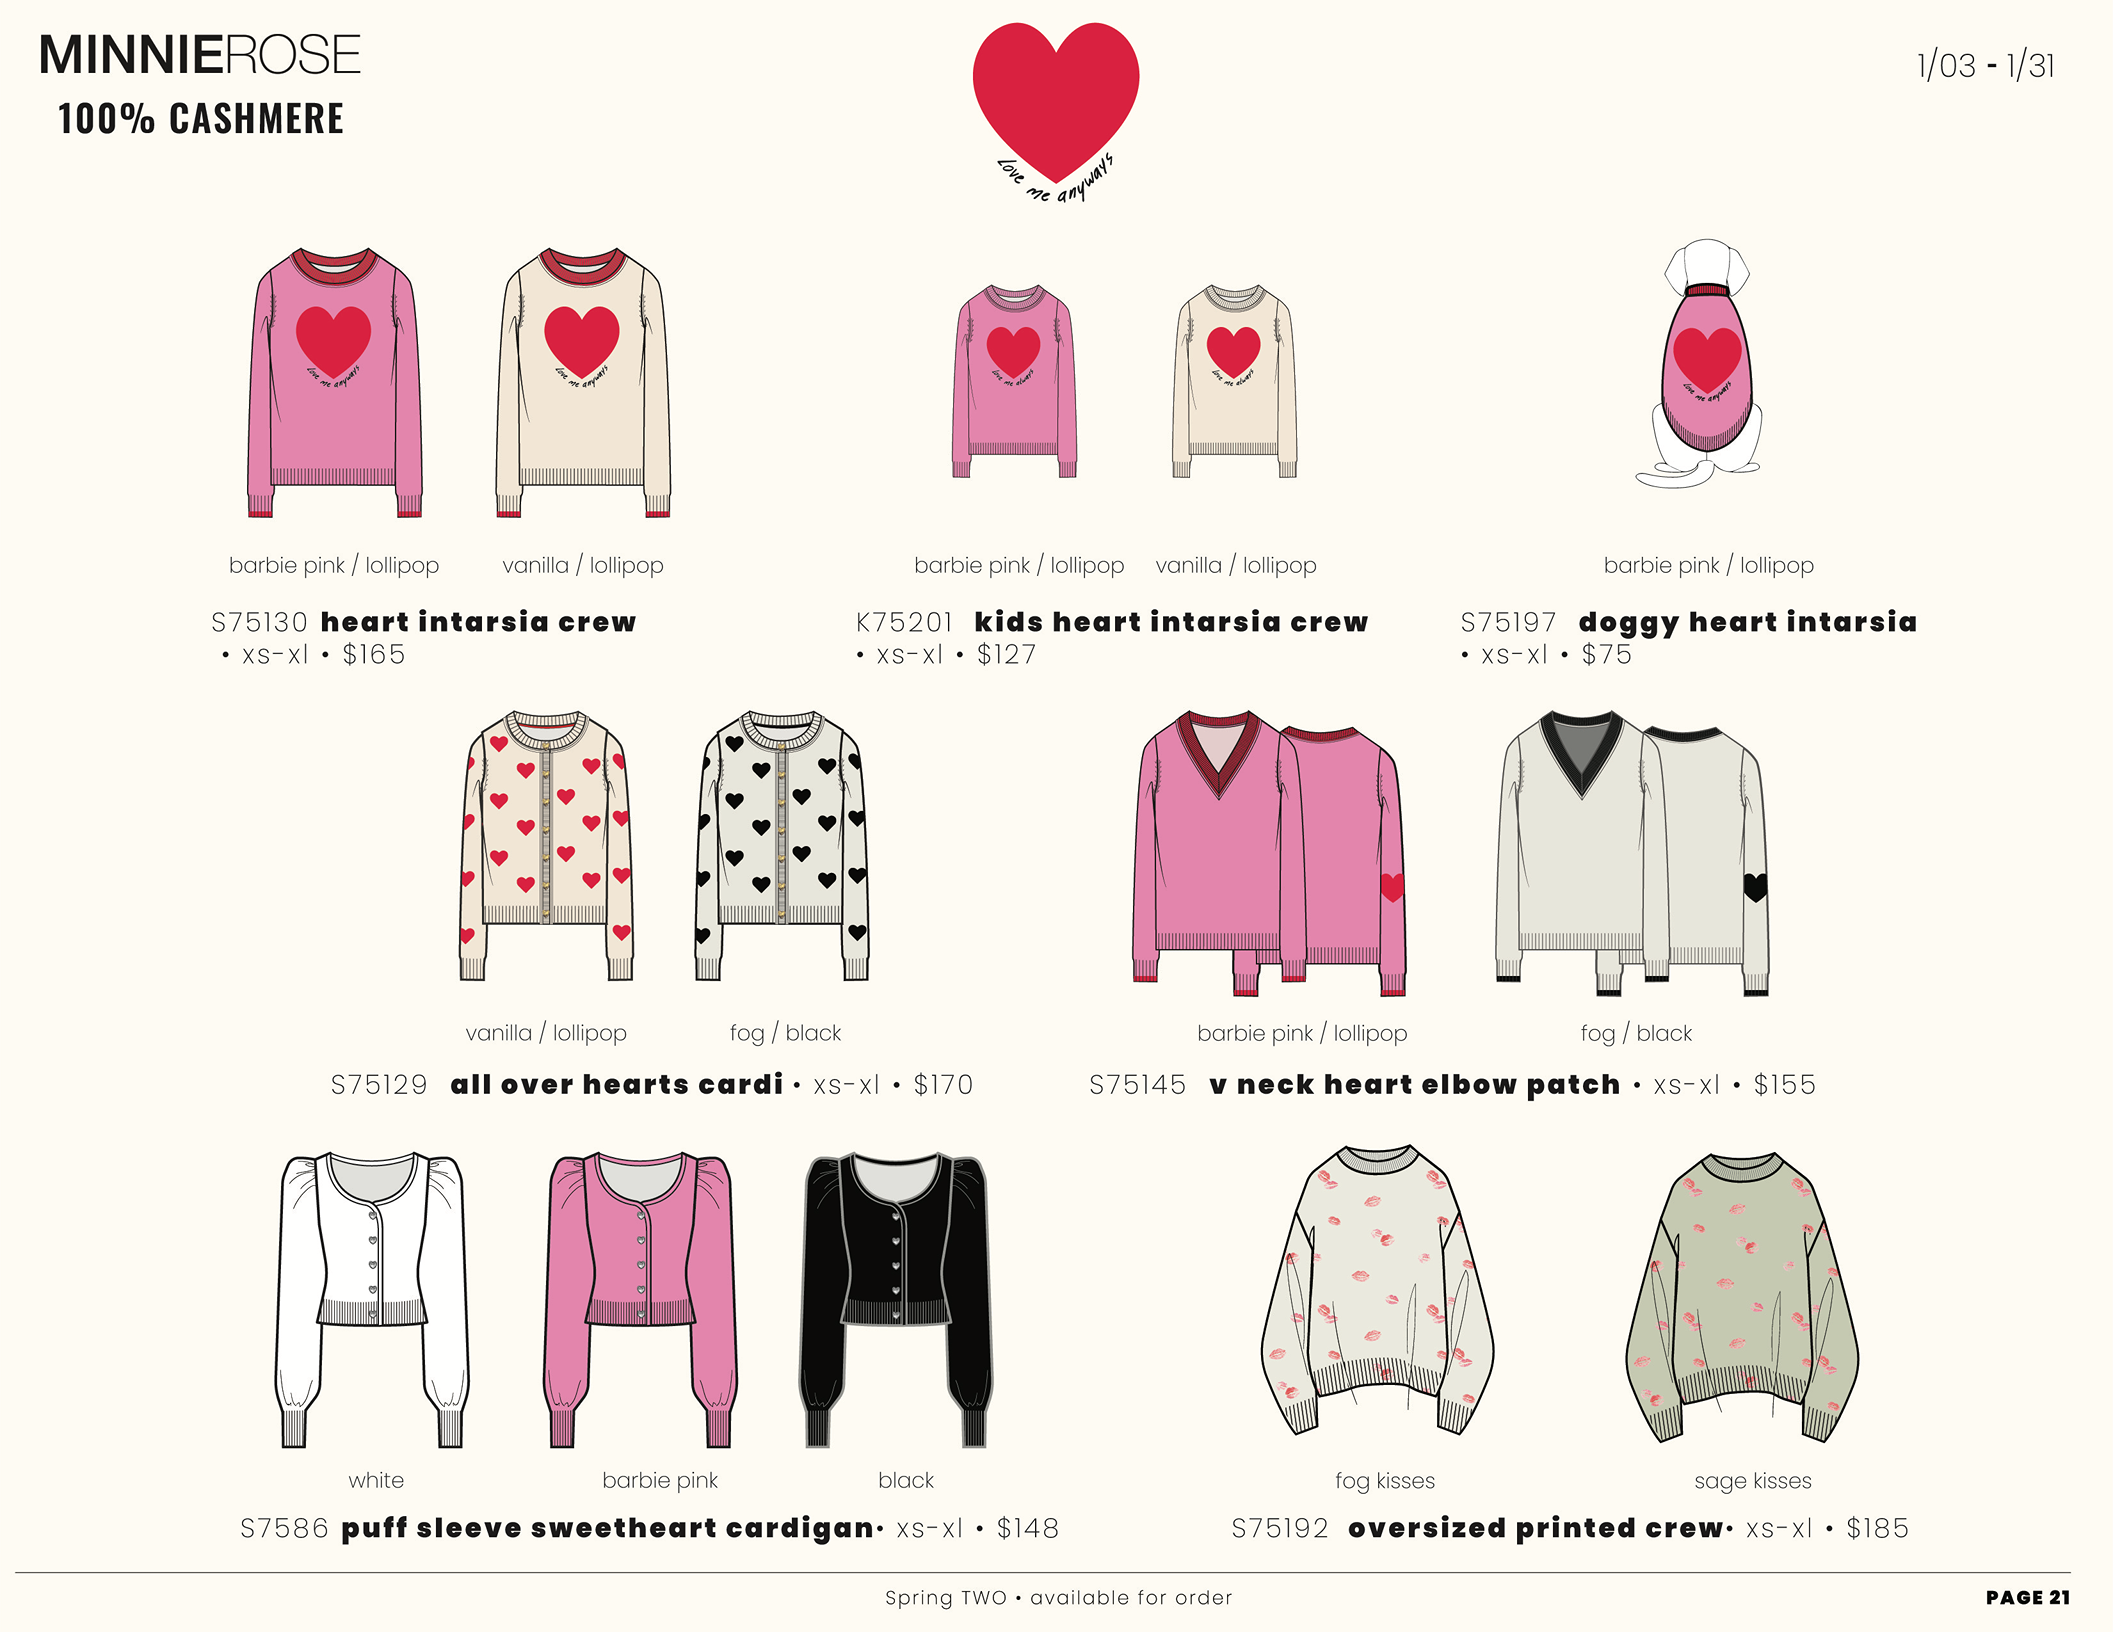 MINNIEROSE
1/03 - 1/31
100% CASHMERE
Love me anyways
Love me anyways
Love me anyways
Love me always
Love me always
Love me anyways
barbie pink / lollipop
vanilla / lollipop
barbie pink / lollipop
vanilla / lollipop
barbie pink / lollipop
S75130 heart intarsia crew
• xs-xl • $165
K75201 kids heart intarsia crew
• xs-xl • $127
S75197 doggy heart intarsia
• xs-xl • $75
vanilla / lollipop
fog / black
barbie pink / lollipop
fog / black
S75129 all over hearts cardi • xs-xl • $170
S75145 v neck heart elbow patch • xs-xl • $155
white
barbie pink
black
fog kisses
sage kisses
S7586 puff sleeve sweetheart cardigan• xs-xl • $148
S75192 oversized printed crew• xs-xl • $185
Spring TWO • available for order
PAGE 21